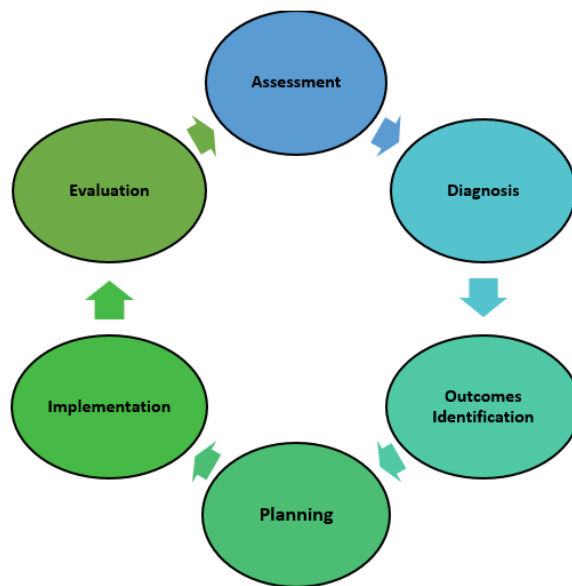 Assessment
Diagnosis
Outcomes
Identification
Planning
Implementation
Evaluation